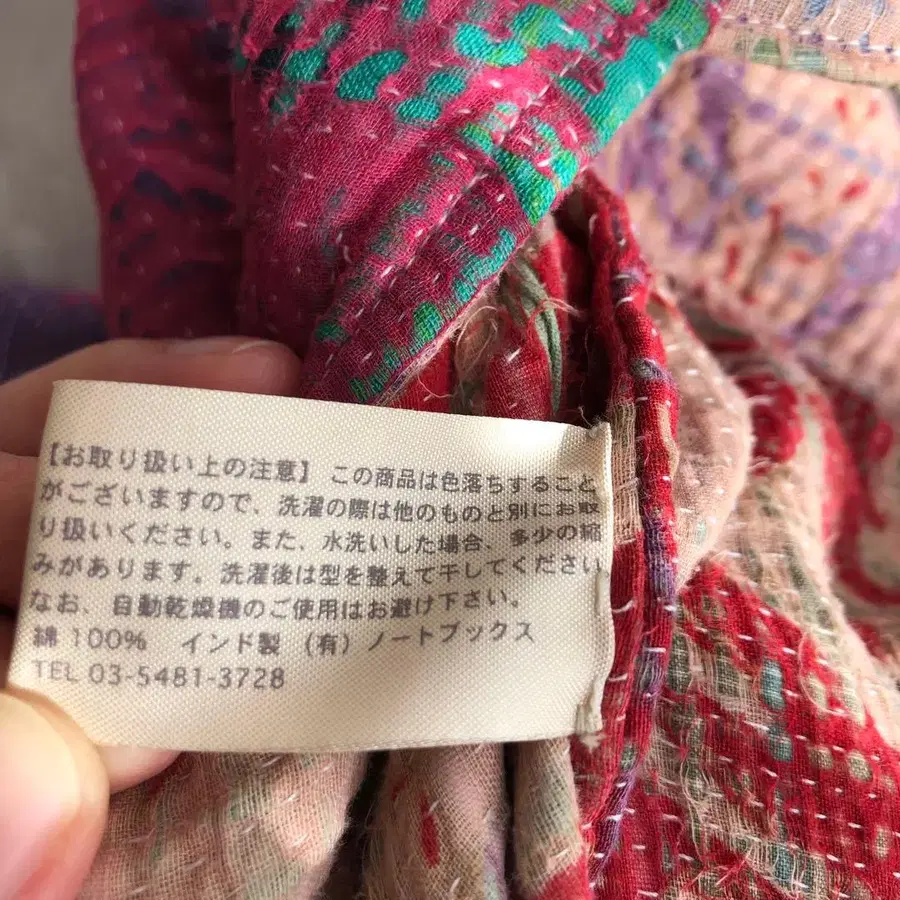 【お取り扱い上の注意】 この商品は色落ちすること
がございますので、洗濯の際は他のものと別にお取
り扱いください。また、水洗いした場合、多少の縮
みがあります。洗濯後は型を整えて干してください
なお、自動乾燥機のご使用はお避け下さい。
綿 100% インド製 (有) ノートブックス
TEL 03-5481-3728